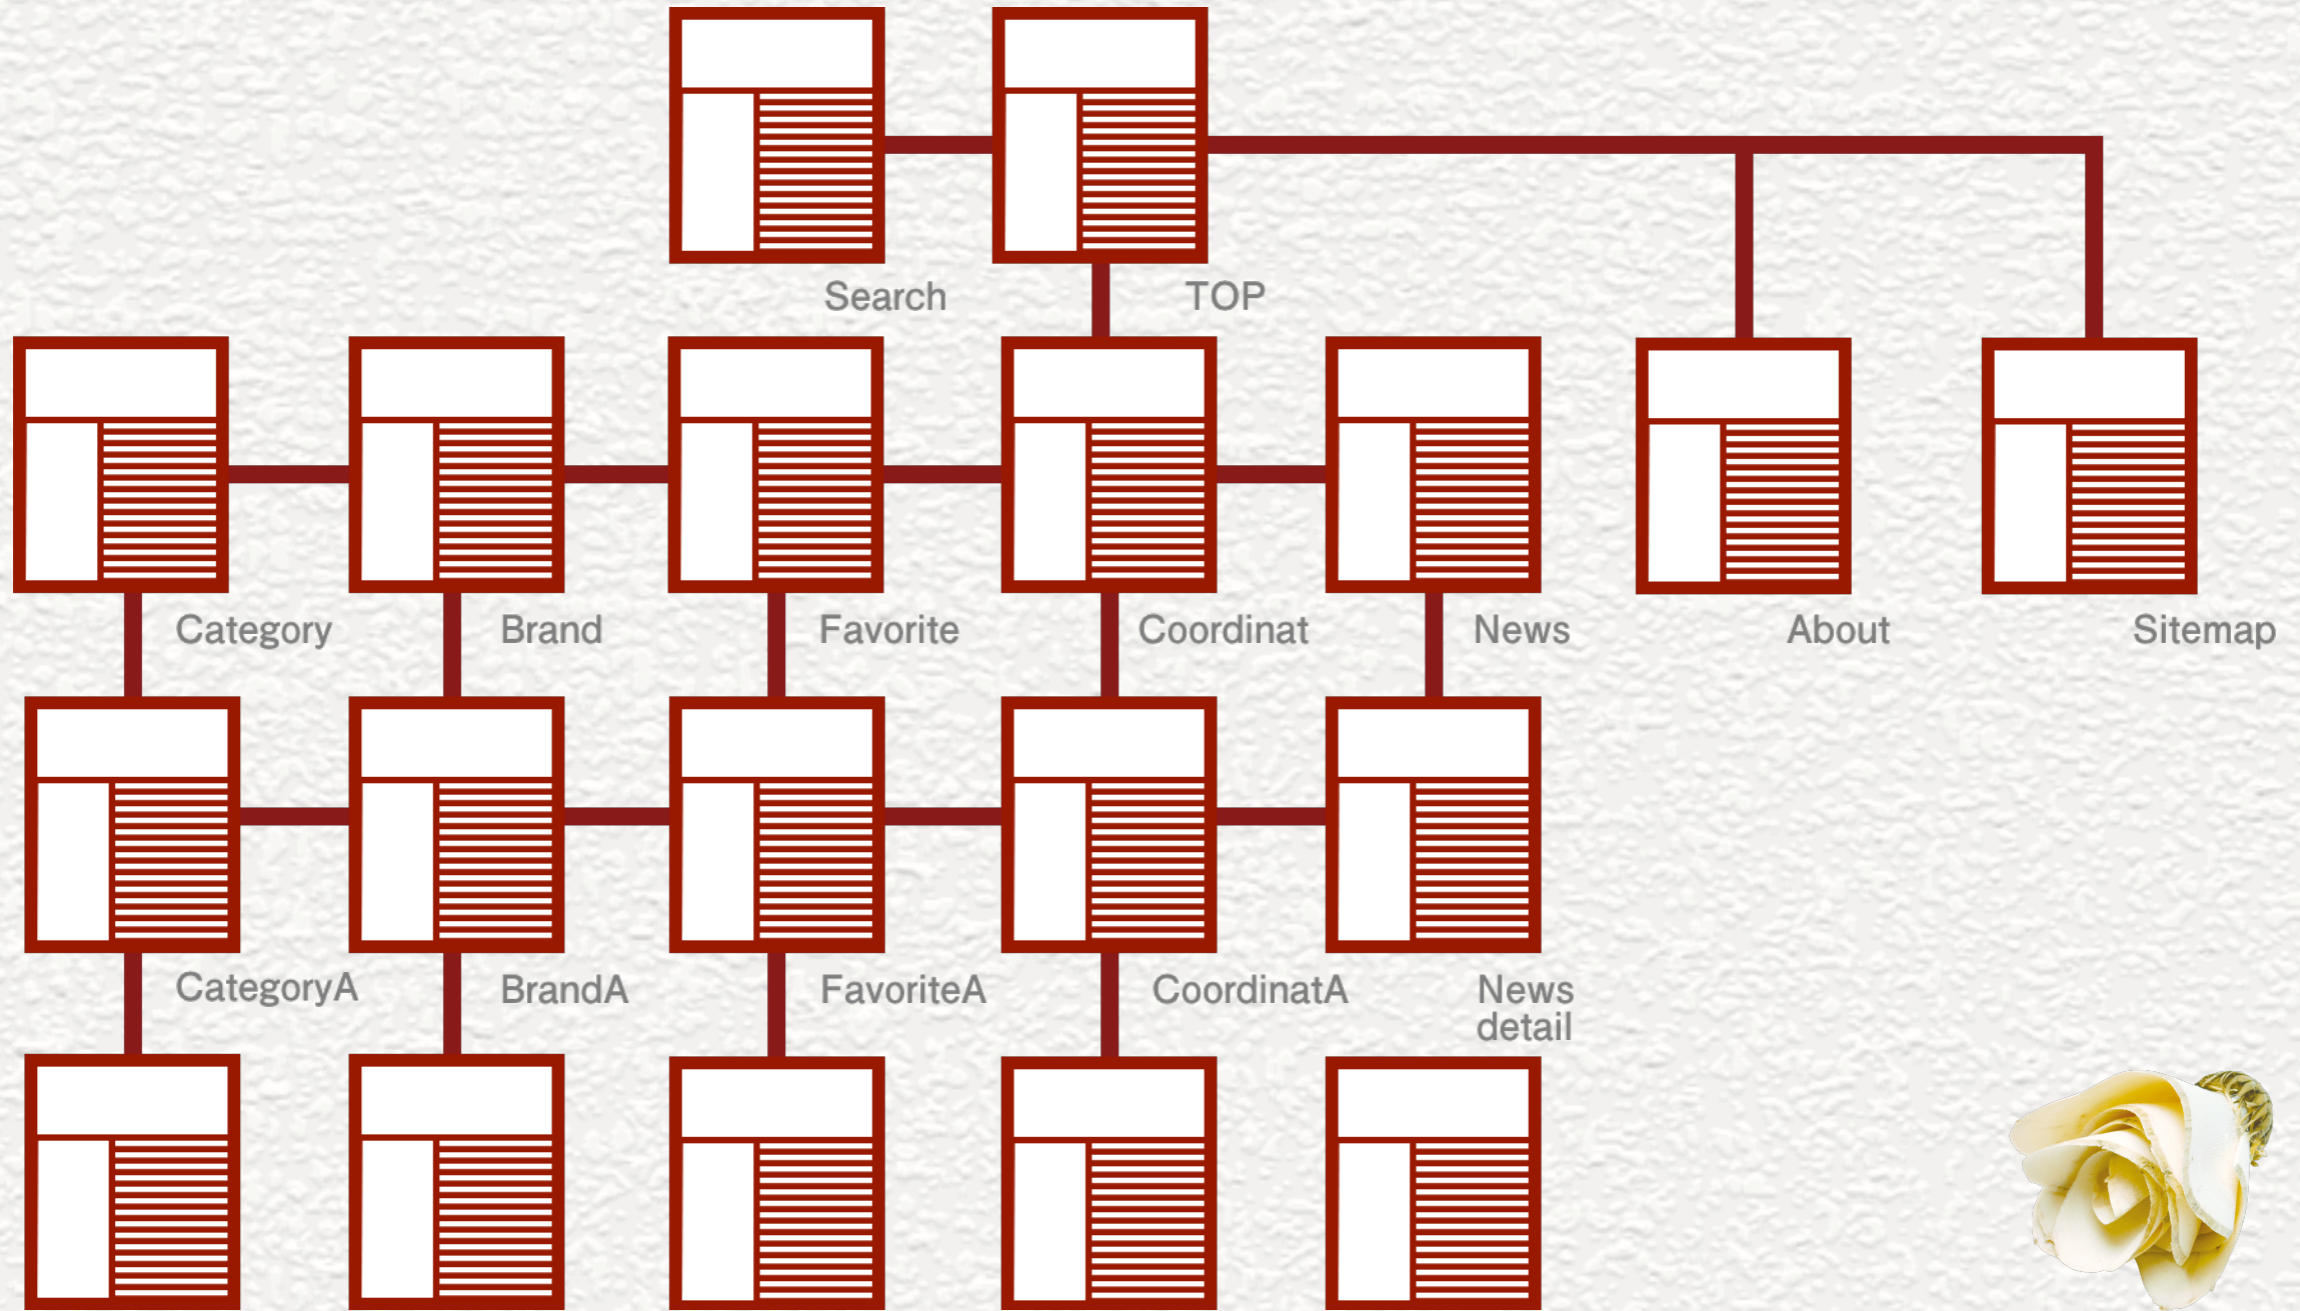 Search
TOP
Category
Brand
Favorite
Coordinat
News
About
Sitemap
CategoryA
BrandA
FavoriteA
CoordinatA
News
detail